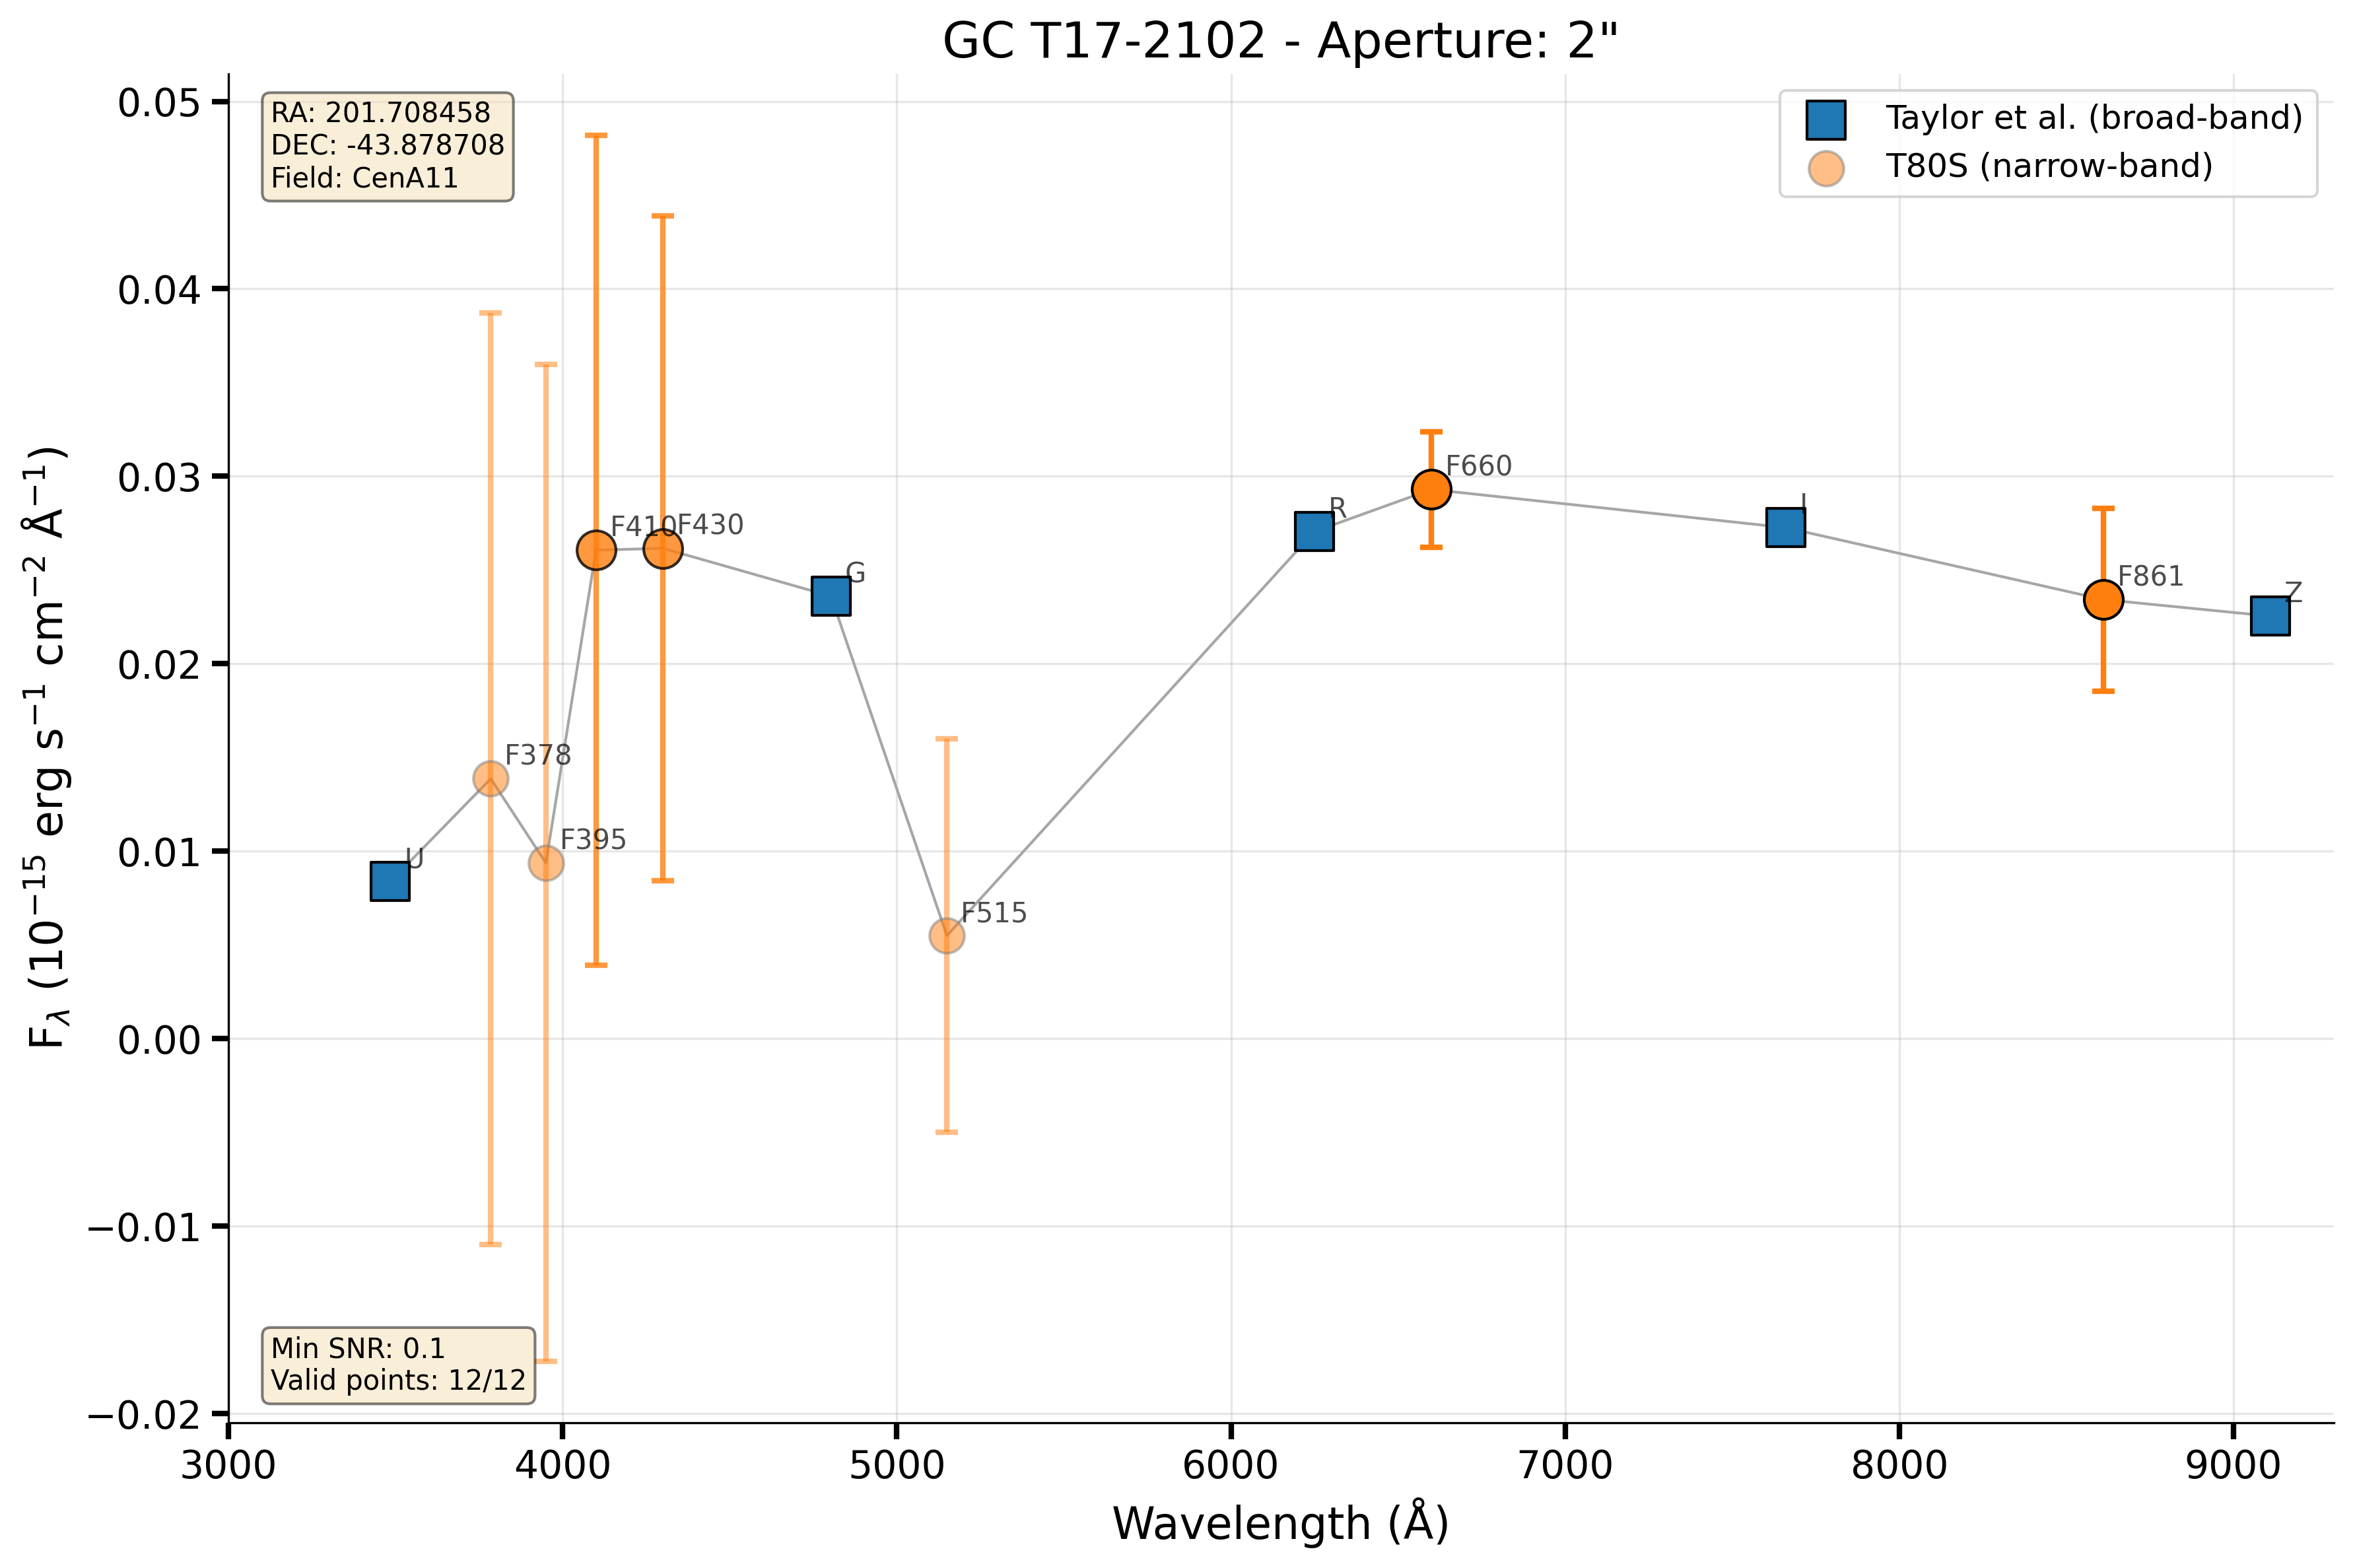 GC T17-2102 - Aperture: 2"
RA: 201.708458
DEC: -43.878708
Field: CenA11
Taylor et al. (broad-band)
T80S (narrow-band)
0.05
0.04
0.03
0.02
0.01
0.00
−0.01
−0.02
F_λ (10⁻¹⁵ erg s⁻¹ cm⁻² Å⁻¹)
U
F378
F395
F410
F430
G
F515
R
F660
I
F861
Z
Min SNR: 0.1
Valid points: 12/12
3000 4000 5000 6000 7000 8000 9000
Wavelength (Å)